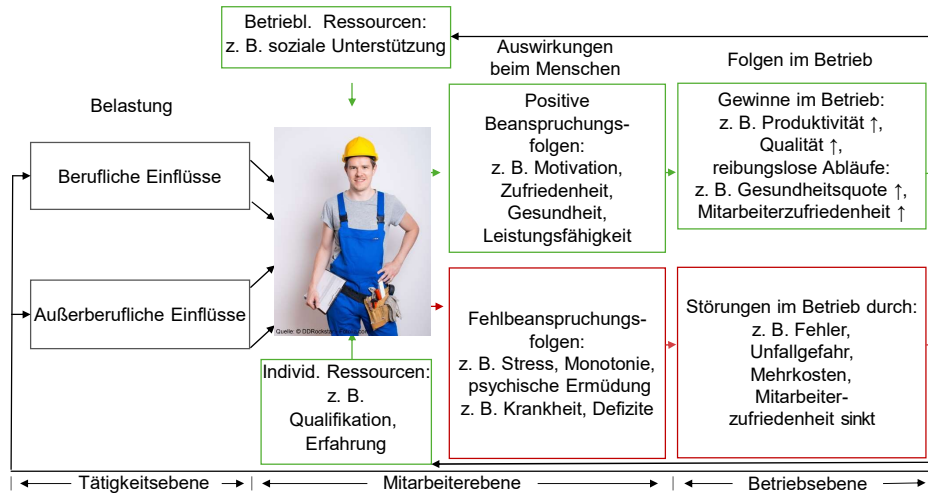 Betriebl. Ressourcen:
z. B. soziale Unterstützung
Auswirkungen
beim Menschen
Folgen im Betrieb
Belastung
Berufliche Einflüsse
Außerberufliche Einflüsse
Positive
Beanspruchungs-
folgen:
z. B. Motivation,
Zufriedenheit,
Gesundheit,
Leistungsfähigkeit
Gewinne im Betrieb:
z. B. Produktivität ↑,
Qualität ↑,
reibungslose Abläufe:
z. B. Gesundheitsquote ↑,
Mitarbeiterzufriedenheit ↑
Quelle: ©
Individ. Ressourcen:
z. B.
Qualifikation,
Erfahrung
Fehlbeanspruchungs-
folgen:
z. B. Stress, Monotonie,
psychische Ermüdung
z. B. Krankheit, Defizite
Störungen im Betrieb durch:
z. B. Fehler,
Unfallgefahr,
Mehrkosten,
Mitarbeiter-
zufriedenheit sinkt
Tätigkeitsebene
Mitarbeiterebene
Betriebsebene